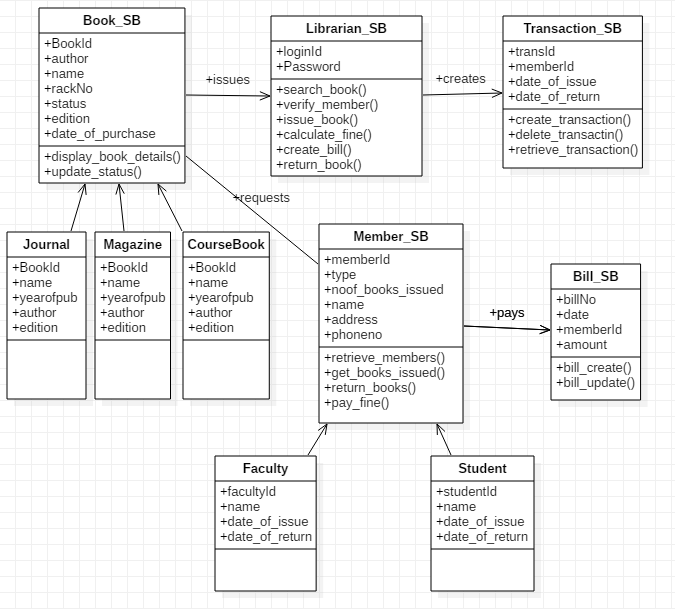 Book_SB
+BookId
+author
+name
+rackNo
+status
+edition
+date_of_purchase
+display_book_details()
+update_status()
+issues
Librarian_SB
+loginId
+Password
+search_book()
+verify_member()
+issue_book()
+calculate_fine()
+create_bill()
+return_book()
+creates
Transaction_SB
+transId
+memberId
+date_of_issue
+date_of_return
+create_transaction()
+delete_transactin()
+retrieve_transaction()
+requests
Journal
+BookId
+name
+yearofpub
+author
+edition
Magazine
+BookId
+name
+yearofpub
+author
+edition
CourseBook
+BookId
+name
+yearofpub
+author
+edition
Member_SB
+memberId
+type
+noof_books_issued
+name
+address
+phoneno
+retrieve_members()
+get_books_issued()
+return_books()
+pay_fine()
+pays
Bill_SB
+billNo
+date
+memberId
+amount
+bill_create()
+bill_update()
Faculty
+facultyId
+name
+date_of_issue
+date_of_return
Student
+studentId
+name
+date_of_issue
+date_of_return